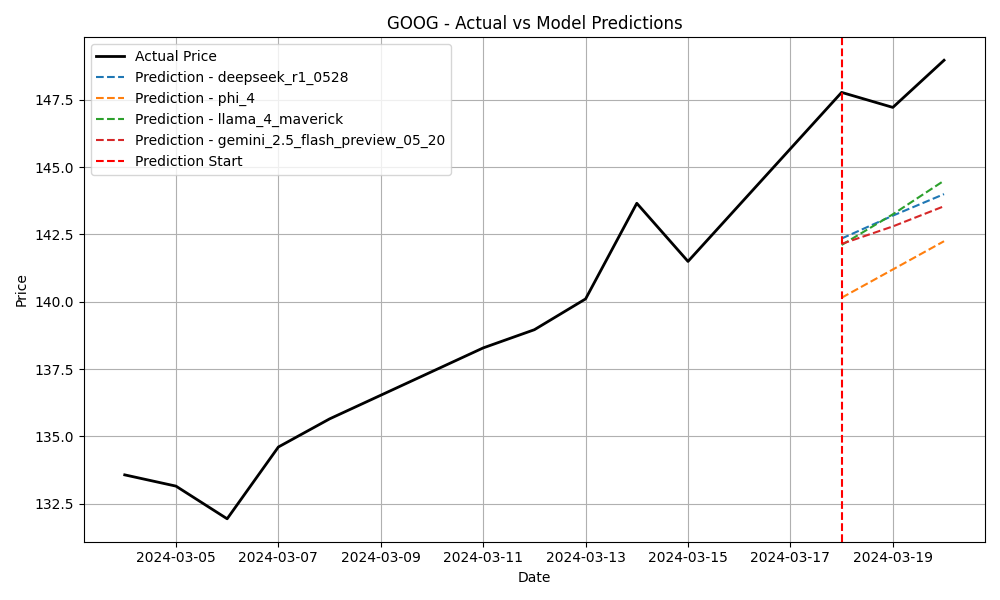 GOOG - Actual vs Model Predictions
Actual Price
Prediction - deepseek_r1_0528
Prediction - phi_4
Prediction - llama_4_maverick
Prediction - gemini_2.5_flash_preview_05_20
Prediction Start
Price
147.5
145.0
142.5
140.0
137.5
135.0
132.5
2024-03-05 2024-03-07 2024-03-09 2024-03-11 2024-03-13 2024-03-15 2024-03-17 2024-03-19
Date